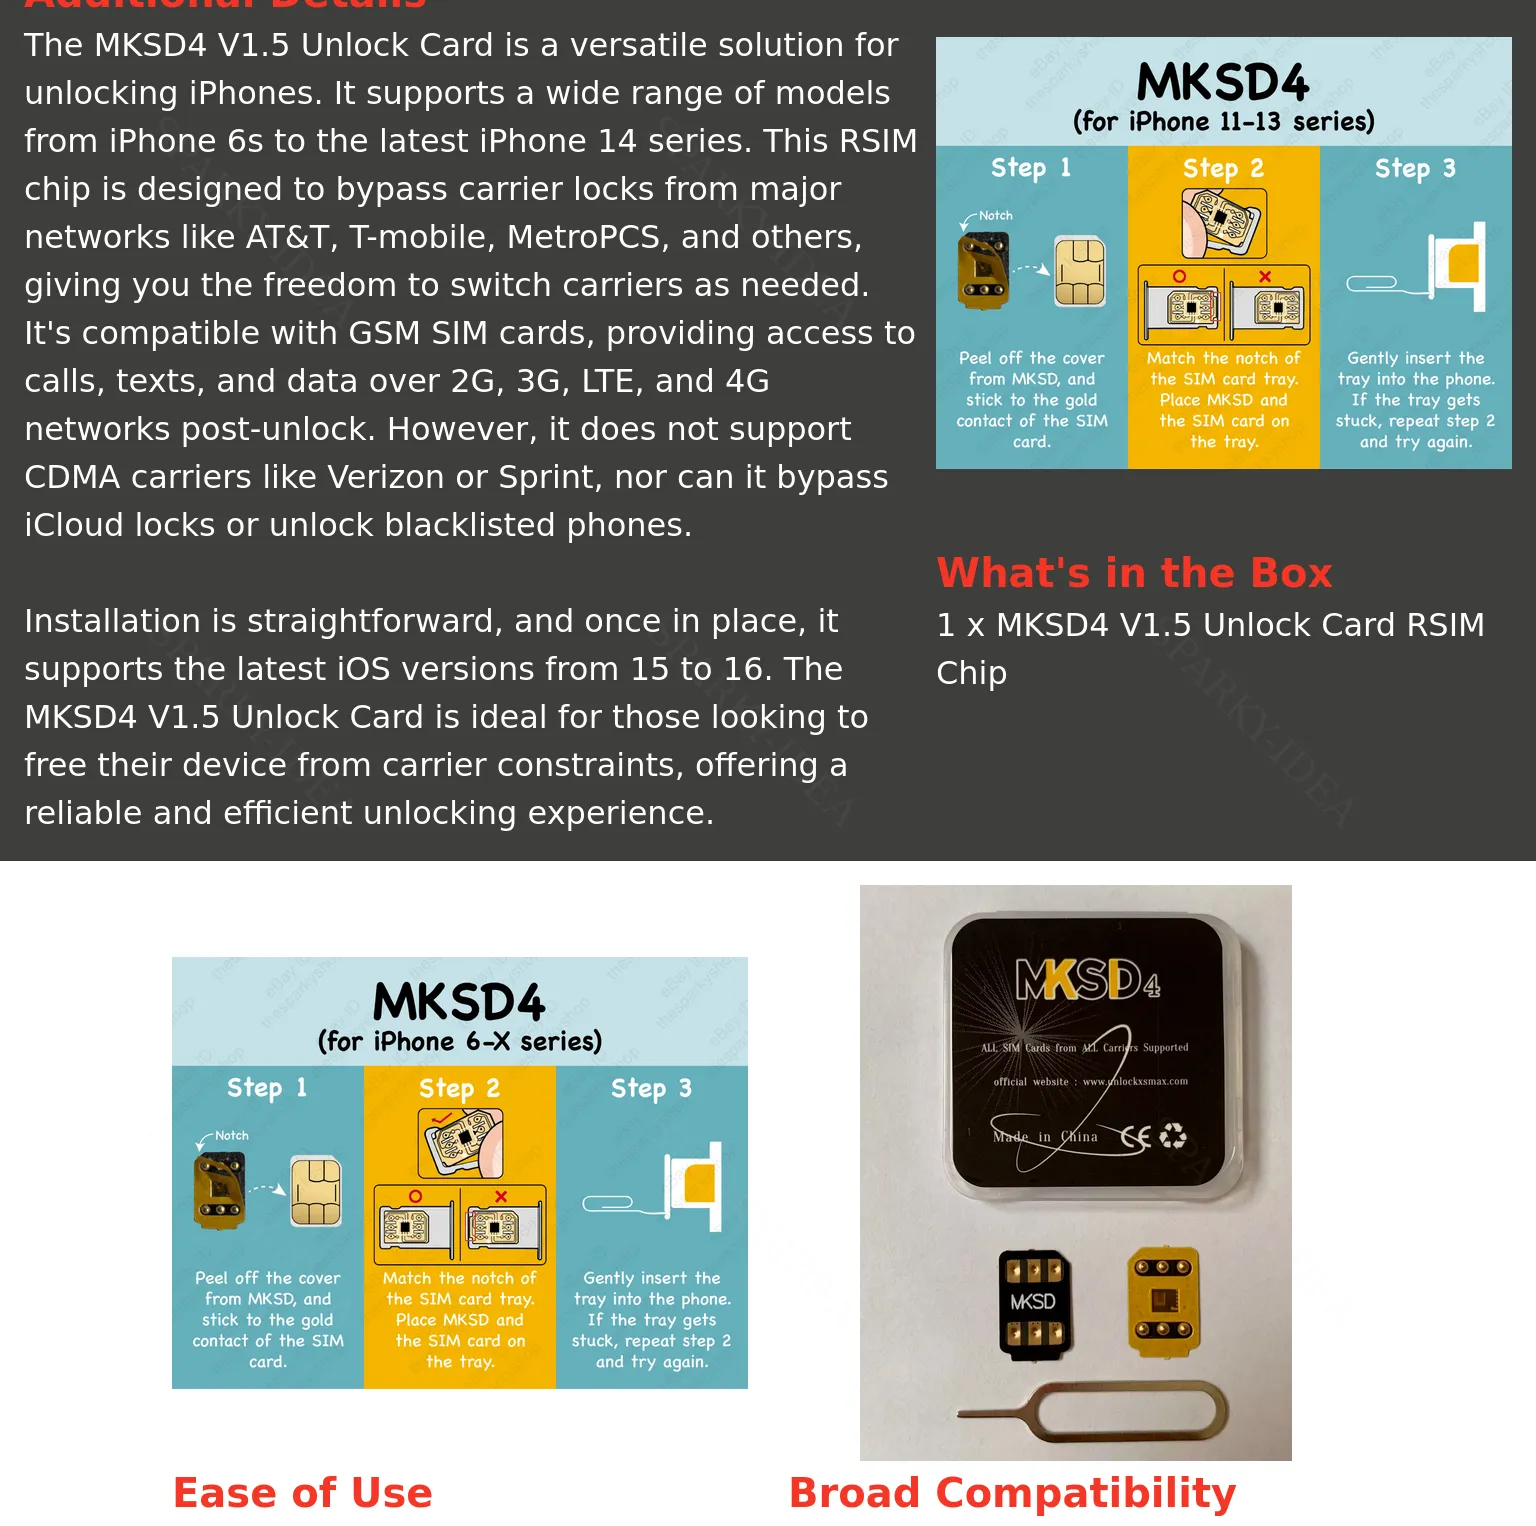 Additional Details
The MKSD4 V1.5 Unlock Card is a versatile solution for
unlocking iPhones. It supports a wide range of models
from iPhone 6s to the latest iPhone 14 series. This RSIM
chip is designed to bypass carrier locks from major
networks like AT&T, T-mobile, MetroPCS, and others,
giving you the freedom to switch carriers as needed.
It's compatible with GSM SIM cards, providing access to
calls, texts, and data over 2G, 3G, LTE, and 4G
networks post-unlock. However, it does not support
CDMA carriers like Verizon or Sprint, nor can it bypass
iCloud locks or unlock blacklisted phones.
Installation is straightforward, and once in place, it
supports the latest iOS versions from 15 to 16. The
MKSD4 V1.5 Unlock Card is ideal for those looking to
free their device from carrier constraints, offering a
reliable and efficient unlocking experience.
MKSD4
(for iPhone 11-13 series)
Step 1
Notch
Peel off the cover
from MKSD, and
stick to the gold
contact of the SIM
card.
Step 2
Match the notch of
the SIM card tray.
Place MKSD and
the SIM card on
the tray.
Step 3
Gently insert the
tray into the phone.
If the tray gets
stuck, repeat step 2
and try again.
What's in the Box
1 x MKSD4 V1.5 Unlock Card RSIM
Chip
SPARKY-IDEA
MKSD4
(for iPhone 6-X series)
Step 1
Notch
Peel off the cover
from MKSD, and
stick to the gold
contact of the SIM
card.
Step 2
Match the notch of
the SIM card tray.
Place MKSD and
the SIM card on
the tray.
Step 3
Gently insert the
tray into the phone.
If the tray gets
stuck, repeat step 2
and try again.
MKSD4
ALL SIM Cards from ALL Carriers Supported
official website : www.unlockxsmax.com
Made in China CE
MKSD
Ease of Use
Broad Compatibility